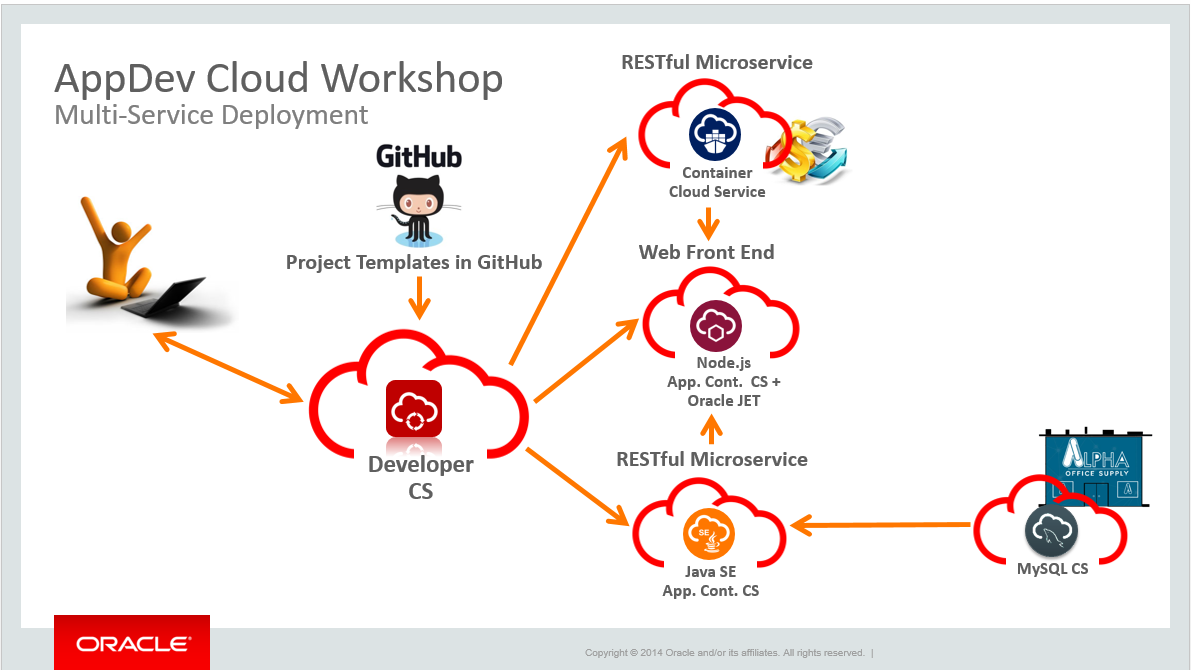 AppDev Cloud Workshop
Multi-Service Deployment
GitHub
Project Templates in GitHub
Developer
CS
RESTful Microservice
Container
Cloud Service
Web Front End
Node.js
App. Cont. CS +
Oracle JET
RESTful Microservice
SE
Java SE
App. Cont. CS
ALPHA
OFFICE SUPPLY
A
MySQL CS
ORACLE®
Copyright © 2014 Oracle and/or its affiliates. All rights reserved. |